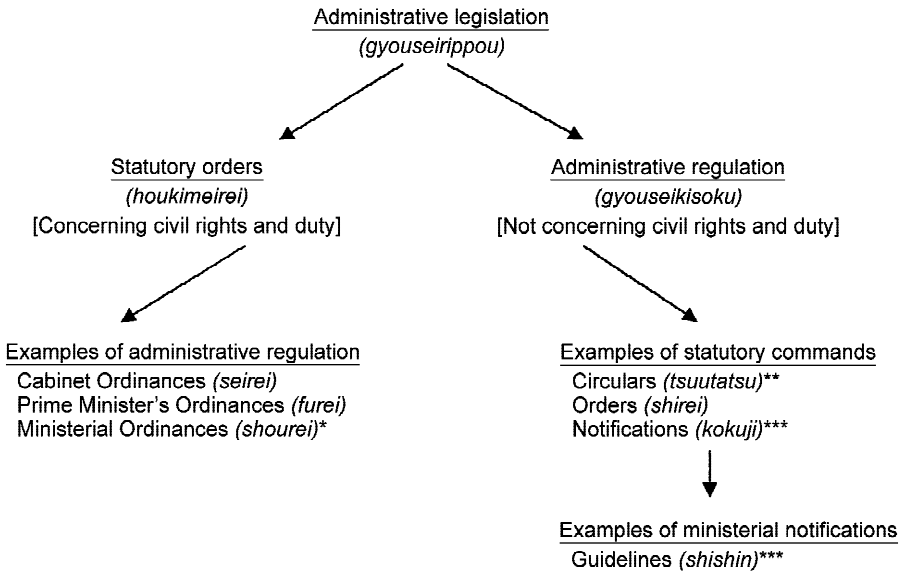 Administrative legislation
(gyouseirippou)
Statutory orders
(houkimeirei)
[Concerning civil rights and duty]
Administrative regulation
(gyouseikisoku)
[Not concerning civil rights and duty]
Examples of administrative regulation
Cabinet Ordinances (seirei)
Prime Minister's Ordinances (furei)
Ministerial Ordinances (shourei)*
Examples of statutory commands
Circulars (tsuutatsu)**
Orders (shirei)
Notifications (kokuji)***
Examples of ministerial notifications
Guidelines (shishin)***